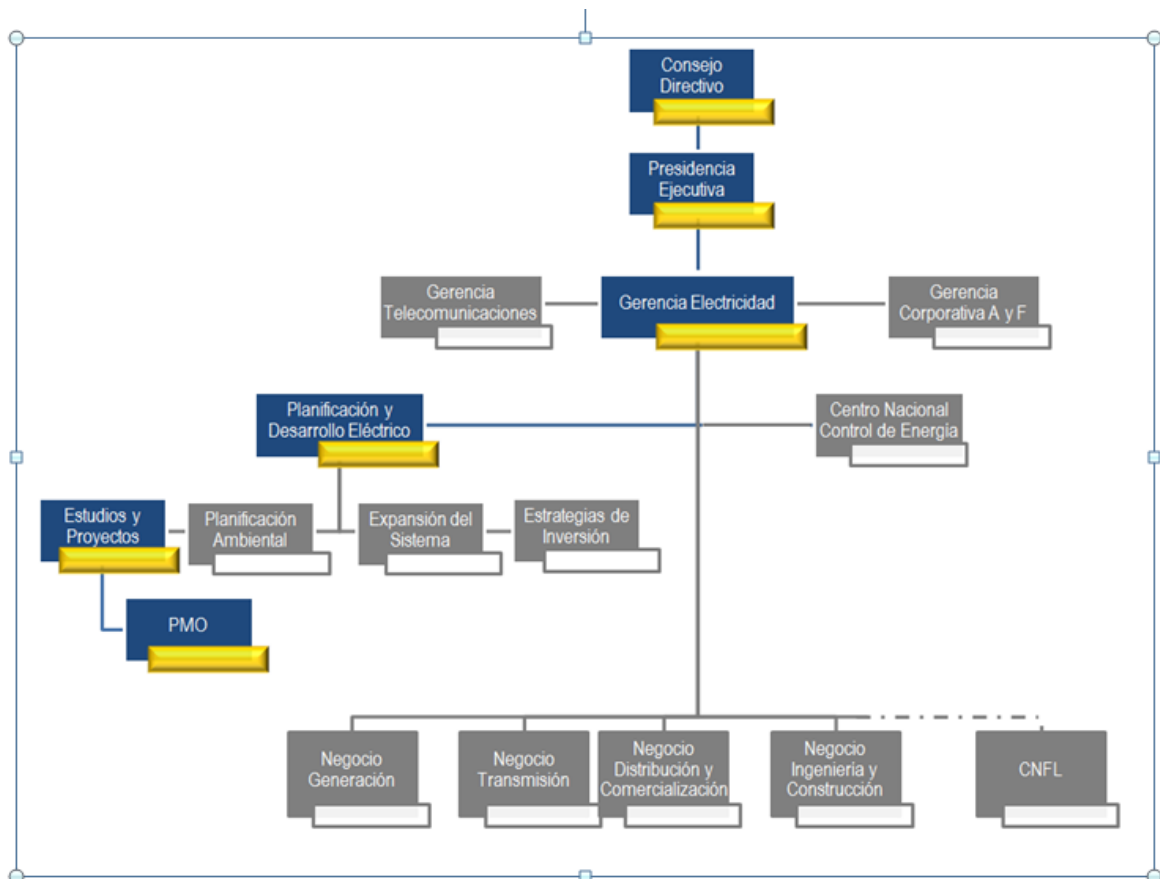 Consejo
Directivo
Presidencia
Ejecutiva
Gerencia
Telecomunicaciones
Gerencia Electricidad
Gerencia
Corporativa A y F
Planificación y
Desarrollo Eléctrico
Centro Nacional
Control de Energía
Estudios y
Proyectos
Planificación
Ambiental
Expansión del
Sistema
Estrategias de
Inversión
PMO
Negocio
Generación
Negocio
Transmisión
Negocio
Distribución y
Comercialización
Negocio
Ingeniería y
Construcción
CNFL